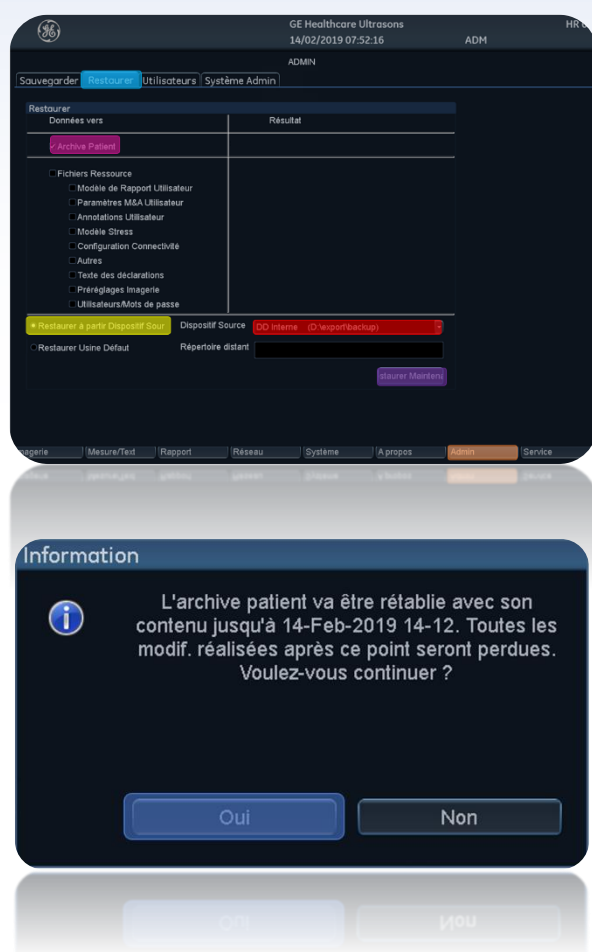 GE Healthcare Ultrasons
HR
14/02/2019 07:52:16 ADM
ADMIN
Sauvegarder Restaurer Utilisateurs Système Admin
Restaurer
Données vers Résultat
Archive Patient
Fichiers Ressource
Modèle de Rapport Utilisateur
Paramètres M&A Utilisateur
Annotations Utilisateur
Modèle Stress
Configuration Connectivité
Autres
Texte des déclarations
Préréglages Imagerie
Utilisateurs/Mots de passe
Restaurer à partir Dispositif Sour Dispositif Source DD Interne (D:\export\backup)
Restaurer Usine Défaut Répertoire distant
staurer Maintena
nagerie Mesure/Text Rapport Réseau Système A propos Admin Service
Information
L'archive patient va être rétablie avec son
contenu jusqu'à 14-Feb-2019 14-12. Toutes les
modif. réalisées après ce point seront perdues.
Voulez-vous continuer ?
Oui Non